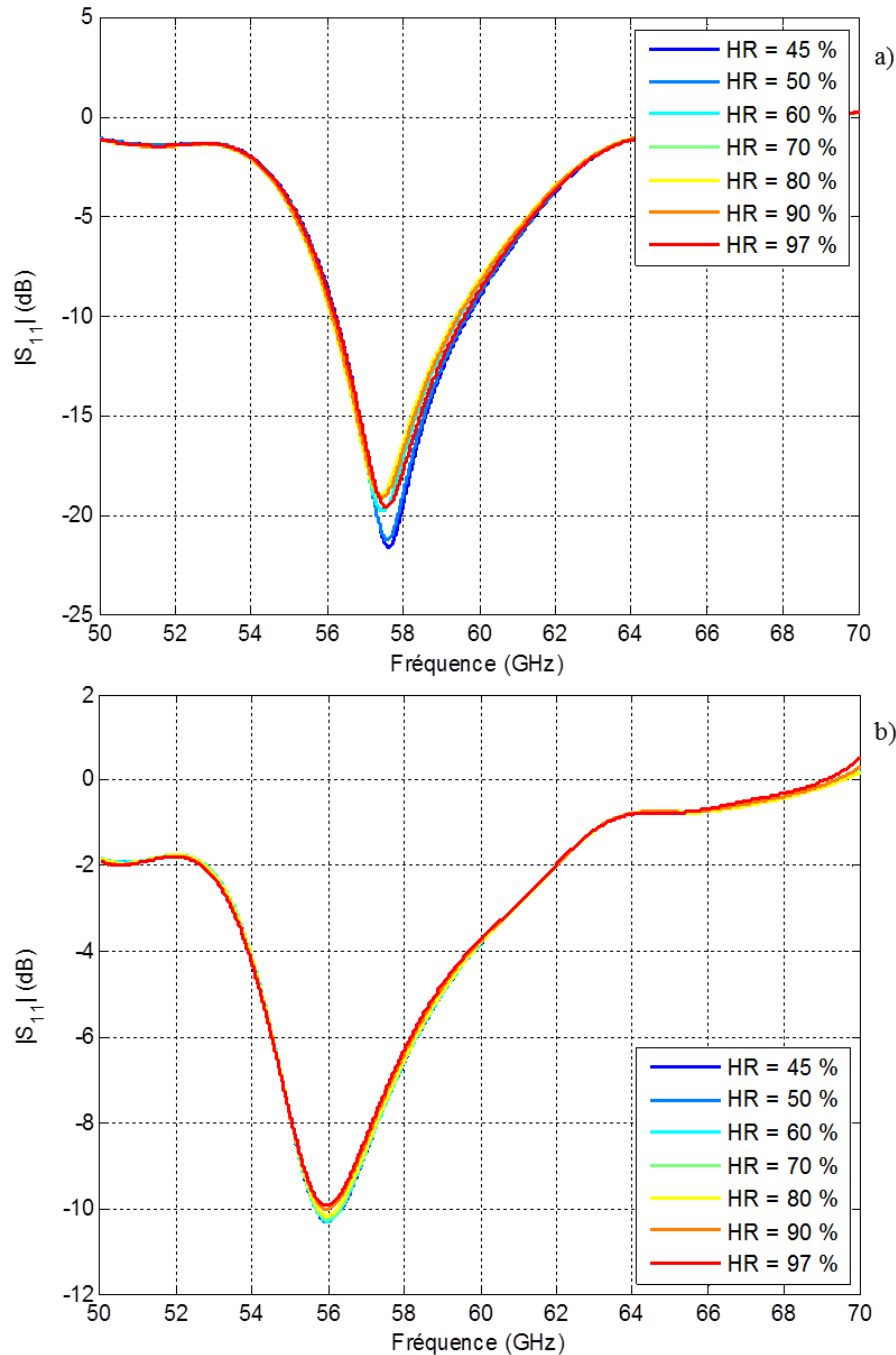 5
0
-5
-10
-15
-20
-25
|S11| (dB)
50 52 54 56 58 60 62 64 66 68 70
Fréquence (GHz)
HR = 45 %
HR = 50 %
HR = 60 %
HR = 70 %
HR = 80 %
HR = 90 %
HR = 97 %
a)
2
0
-2
-4
-6
-8
-10
-12
|S11| (dB)
50 52 54 56 58 60 62 64 66 68 70
Fréquence (GHz)
HR = 45 %
HR = 50 %
HR = 60 %
HR = 70 %
HR = 80 %
HR = 90 %
HR = 97 %
b)